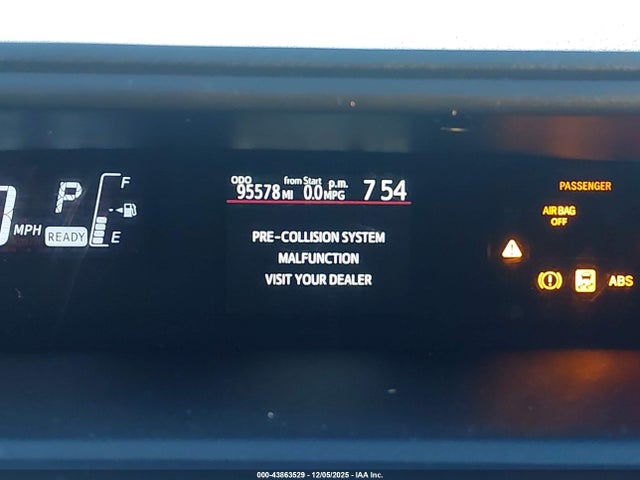 0 MPH
P
READY
F
E
ODO 95578 MI
from Start 0.0 MPG
p.m. 7 54
PRE-COLLISION SYSTEM
MALFUNCTION
VISIT YOUR DEALER
PASSENGER
AIR BAG
OFF
ABS
000-43863529 - 12/05/2025 - IAA Inc.